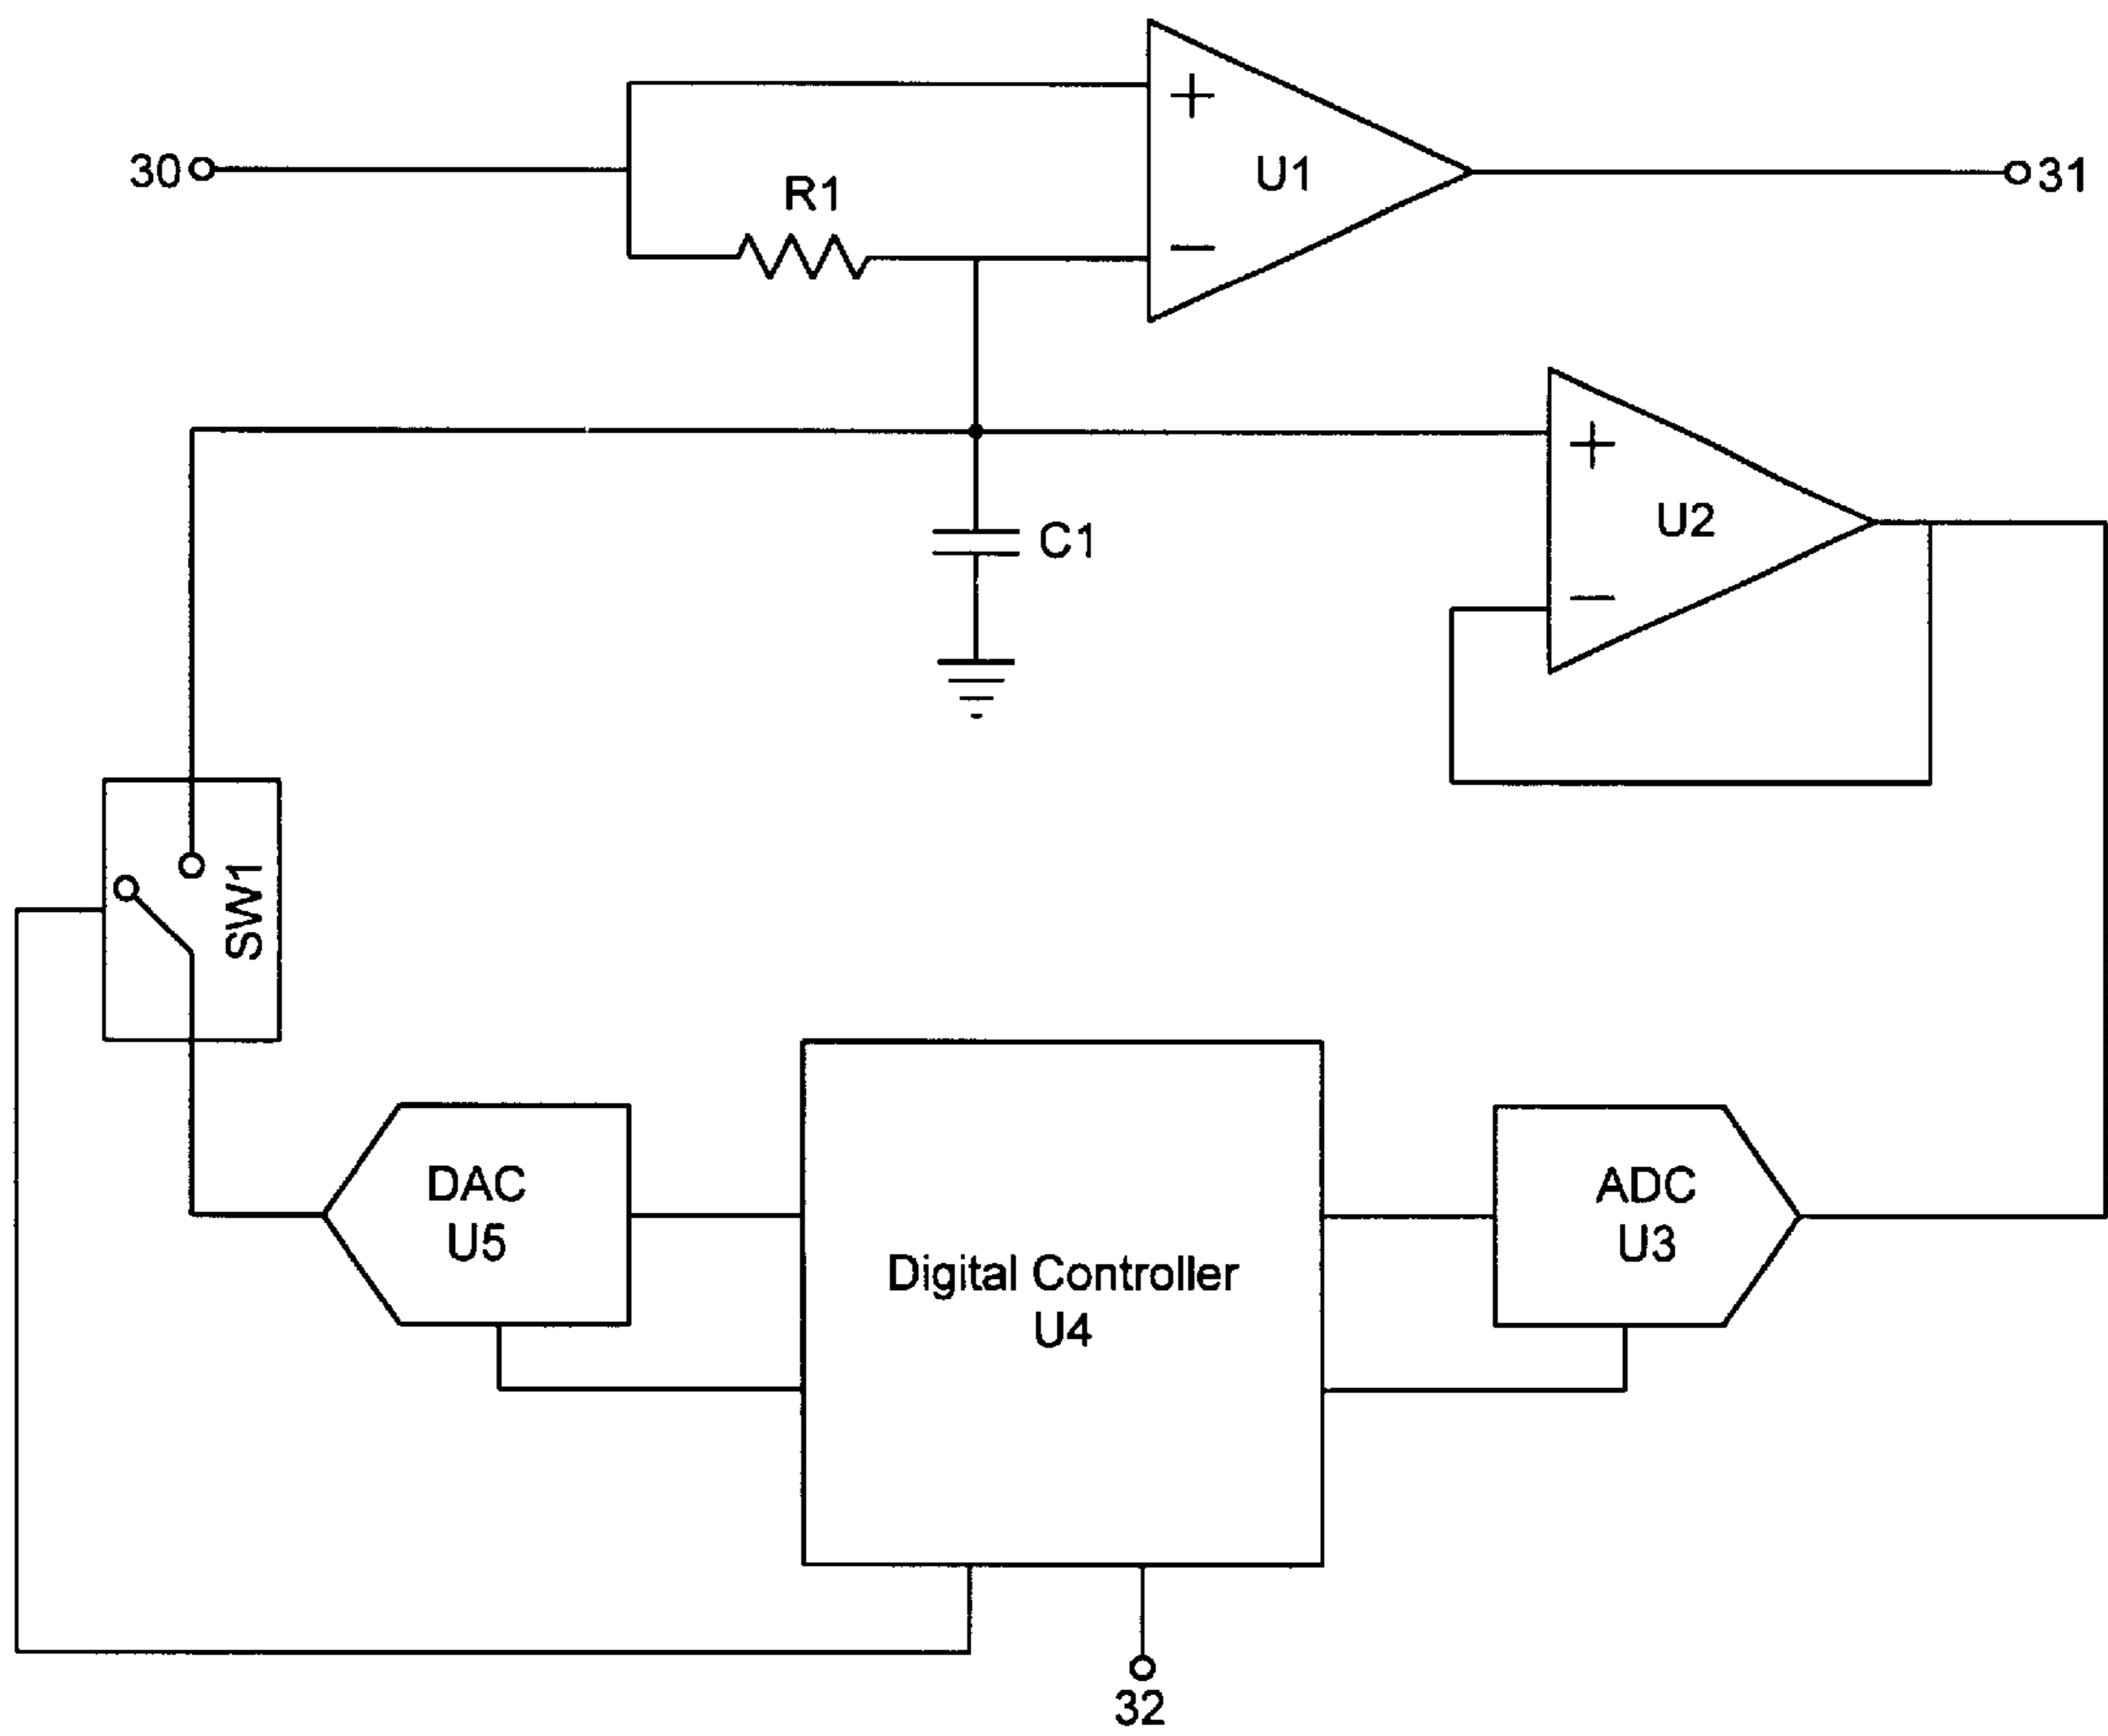 30
R1
+
−
U1
31
+
−
U2
C1
SW1
DAC
U5
Digital Controller
U4
ADC
U3
32